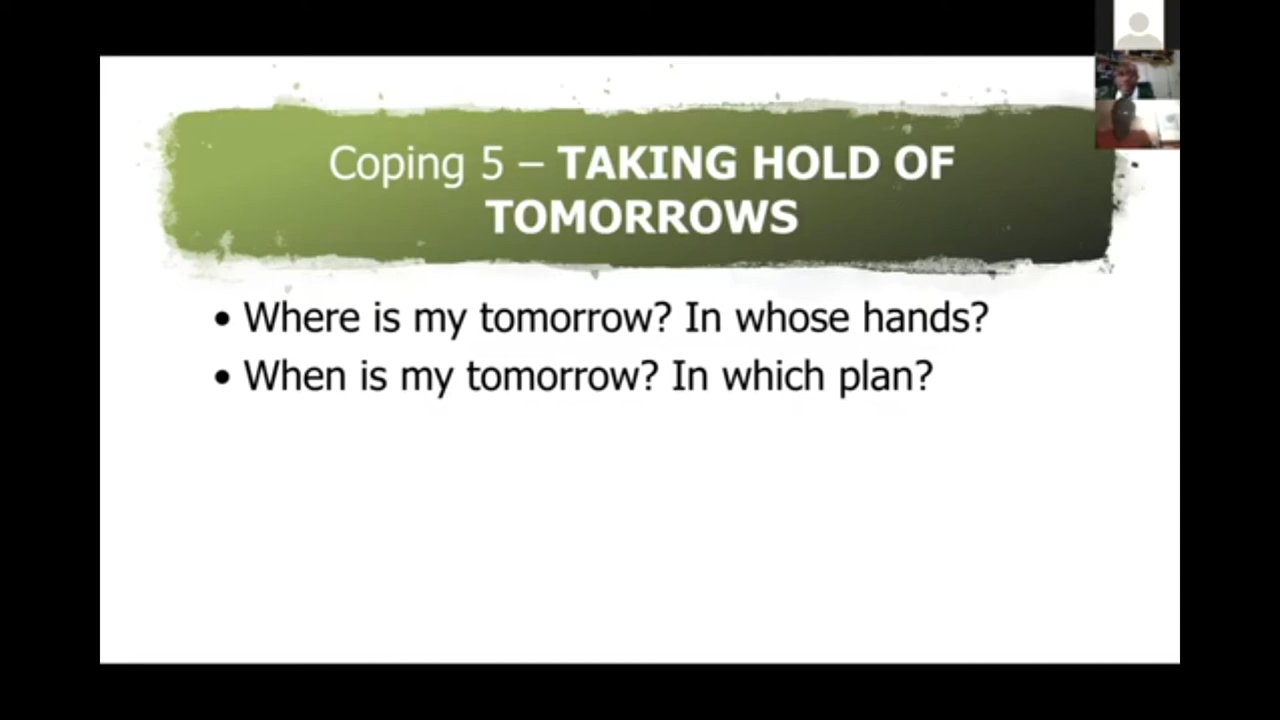 Coping 5 – TAKING HOLD OF
TOMORROWS
• Where is my tomorrow? In whose hands?
• When is my tomorrow? In which plan?